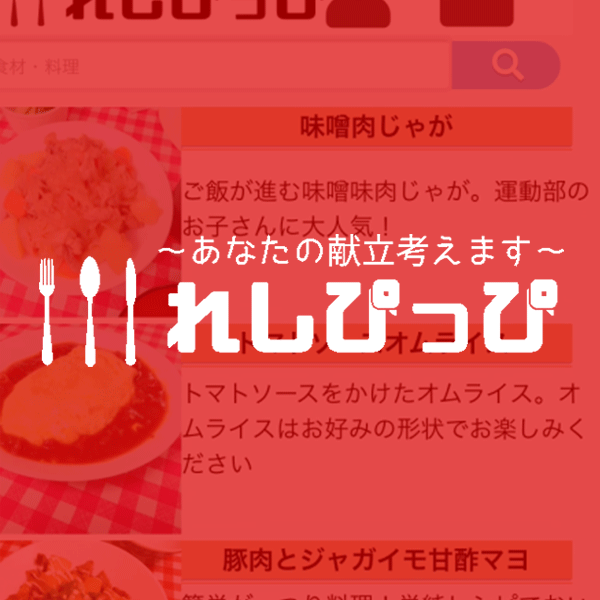 れしぴっぴ
食材・料理
味噌肉じゃが
ご飯が進む味噌味肉じゃが。運動部の
お子さんに大人気！
～あなたの献立考えます～
れしぴっぴ
トマトソースをかけたオムライス。オ
ムライスはお好みの形状でお楽しみく
ださい
豚肉とジャガイモ甘酢マヨ